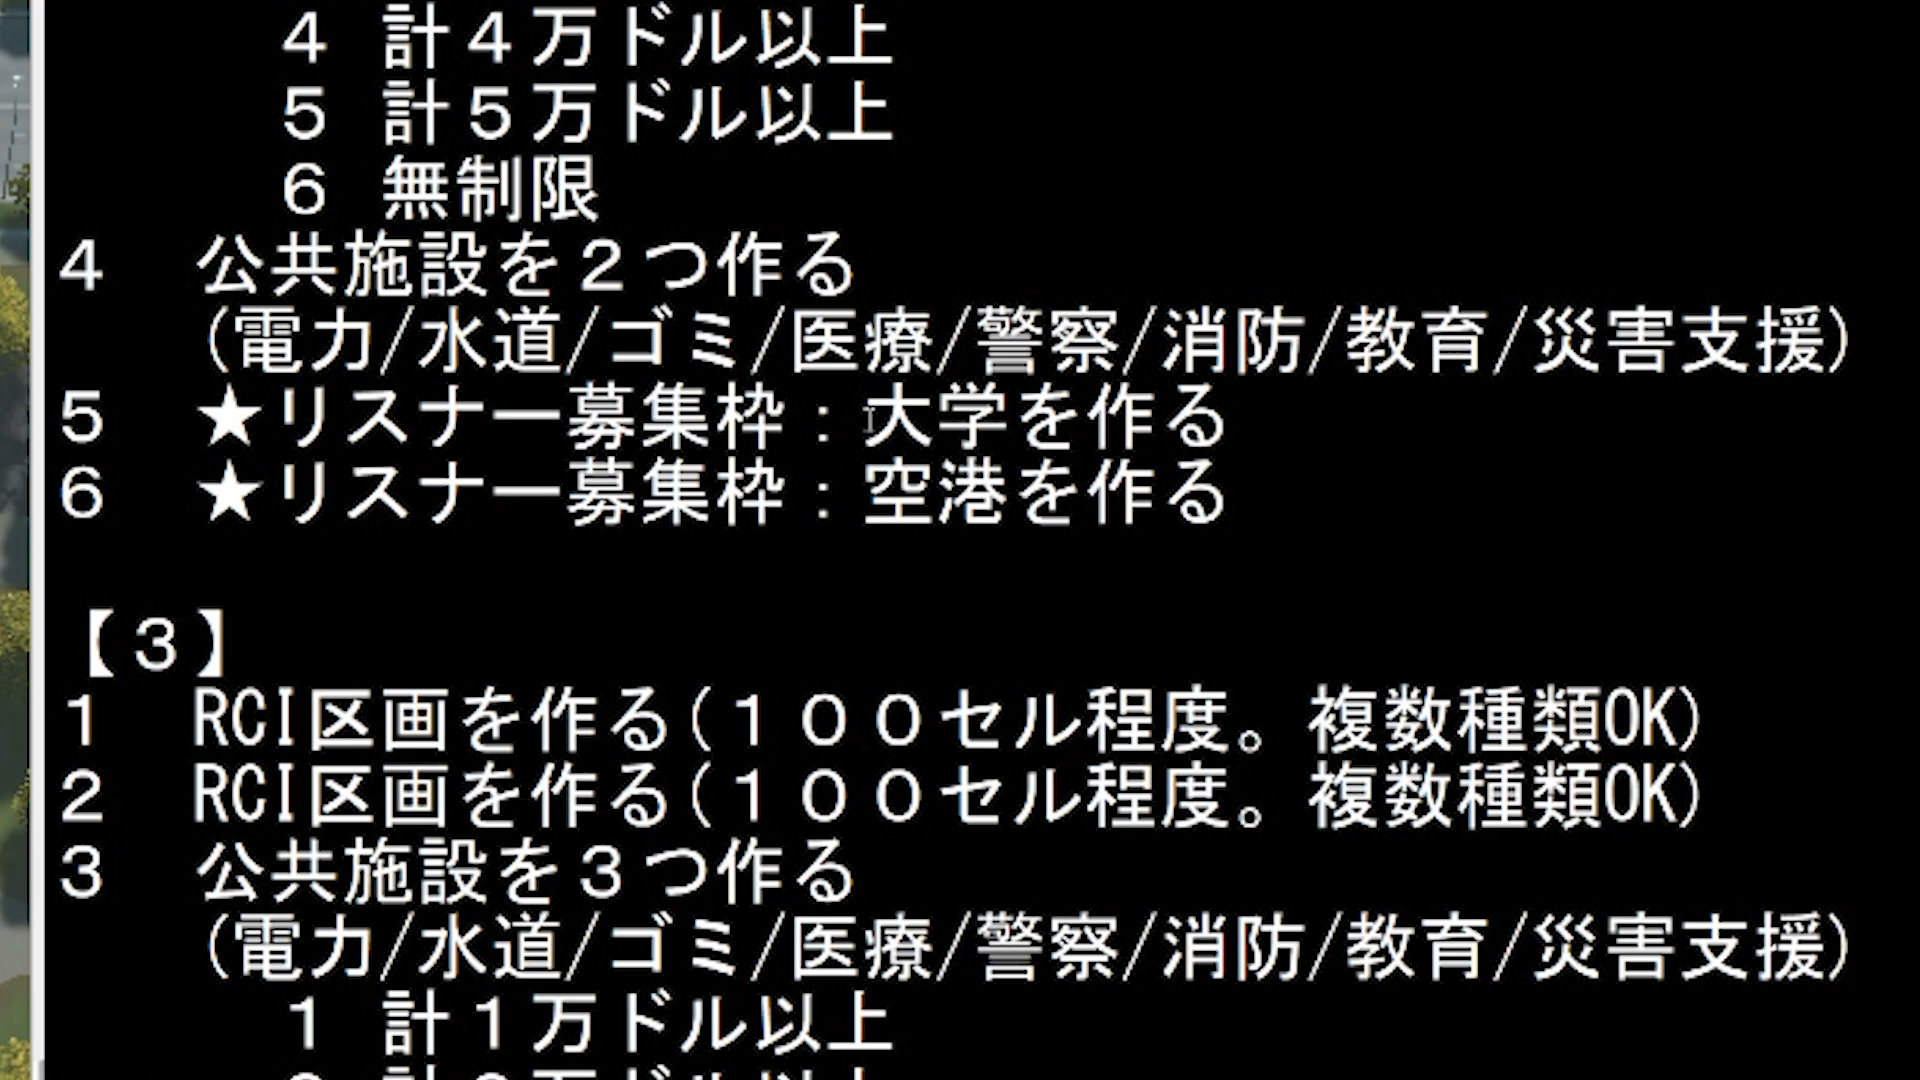 ４ 計４万ドル以上
５ 計５万ドル以上
６ 無制限
４ 公共施設を２つ作る
(電力/水道/ゴミ/医療/警察/消防/教育/災害支援)
５ ★リスナー募集枠：大学を作る
６ ★リスナー募集枠：空港を作る
【３】
１ RCI区画を作る(１００セル程度。複数種類OK)
２ RCI区画を作る(１００セル程度。複数種類OK)
３ 公共施設を３つ作る
(電力/水道/ゴミ/医療/警察/消防/教育/災害支援)
１ 計１万ドル以上